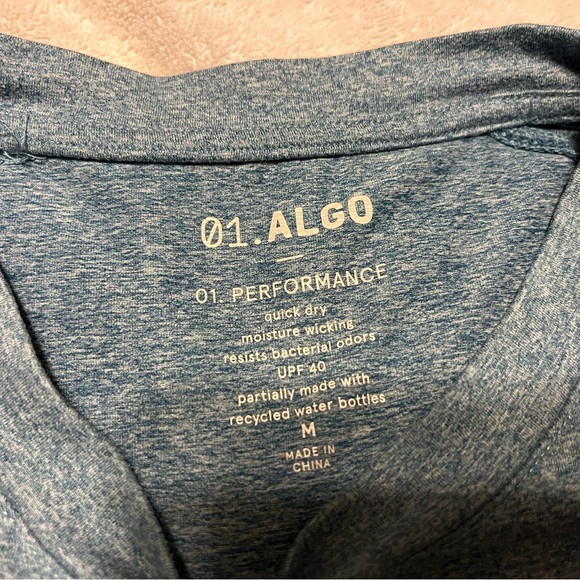 01.ALGO
01. PERFORMANCE
quick dry
moisture wicking
resists bacterial odors
UPF 40
partially made with
recycled water bottles
M
MADE IN
CHINA